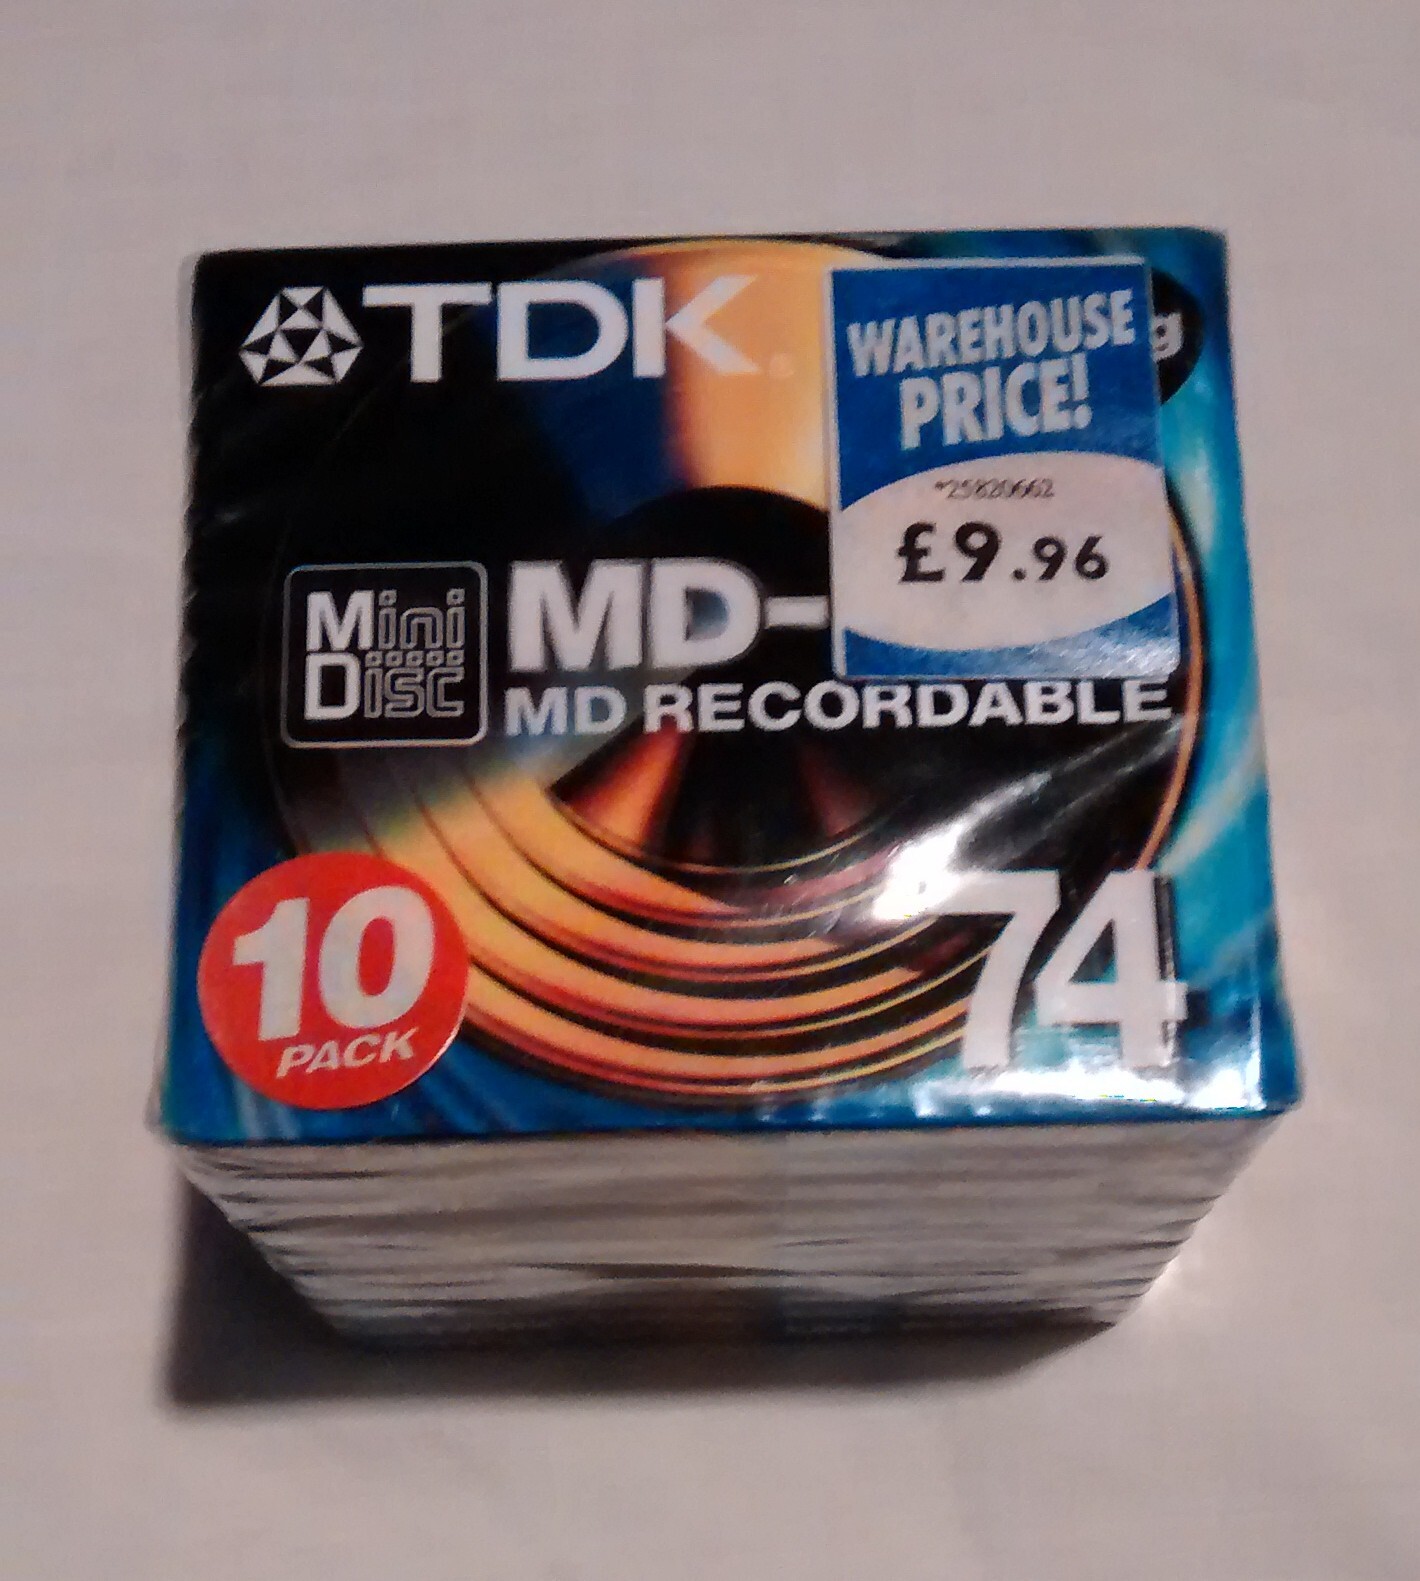 TDK
WAREHOUSE
PRICE!
*25820662
£9.96
Mini
Disc
MD-
MD RECORDABLE
10
PACK
74